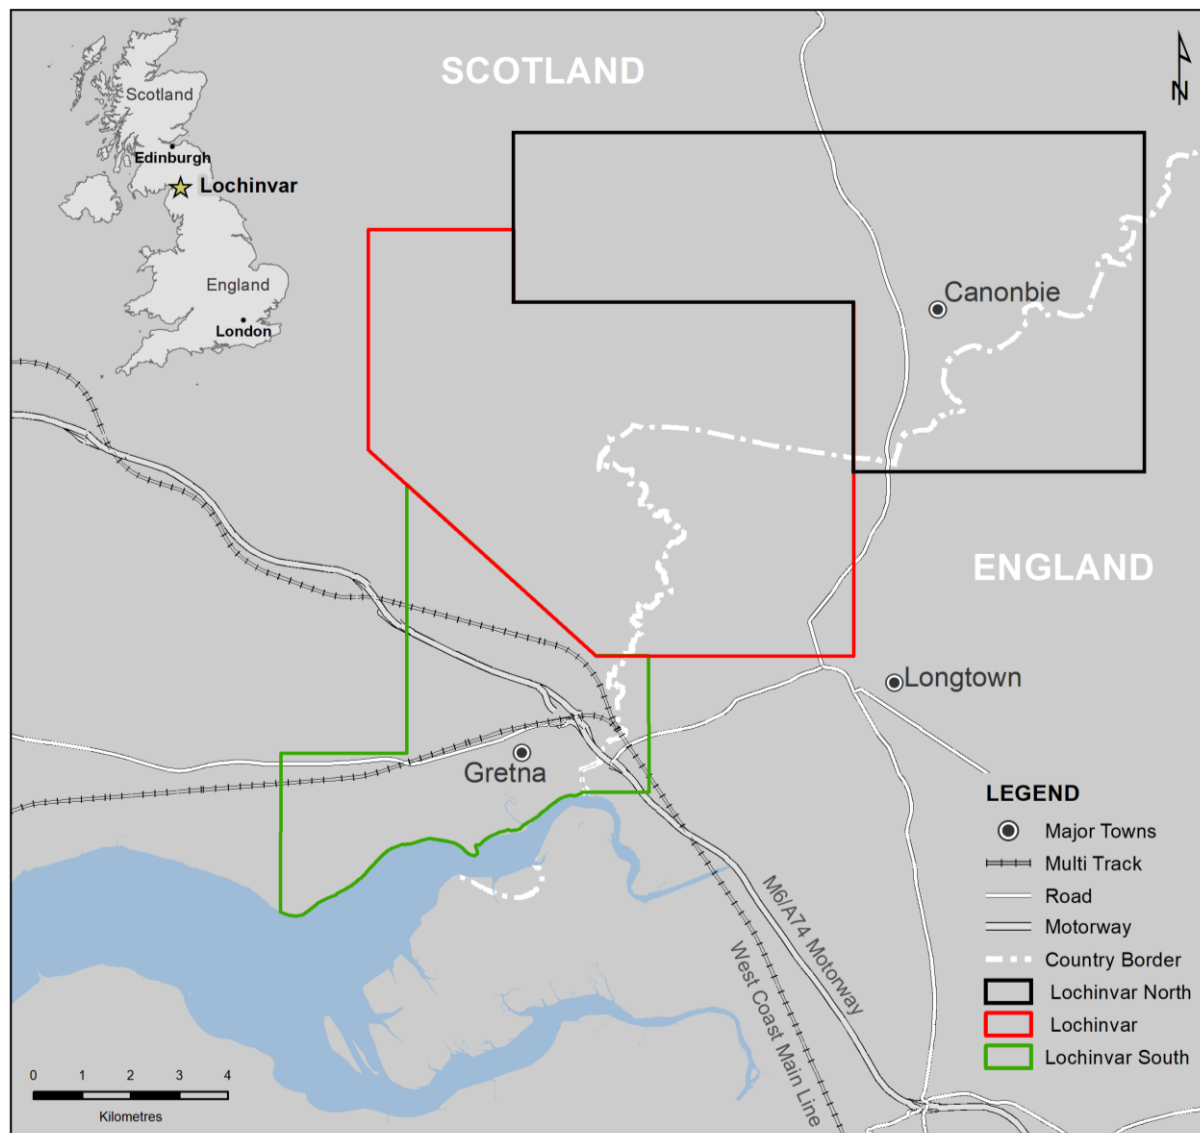 SCOTLAND
N
Scotland
Edinburgh
Lochinvar
England
London
Canonbie
ENGLAND
Longtown
Gretna
M6/A74 Motorway
West Coast Main Line
LEGEND
Major Towns
Multi Track
Road
Motorway
Country Border
Lochinvar North
Lochinvar
Lochinvar South
0 1 2 3 4
Kilometres